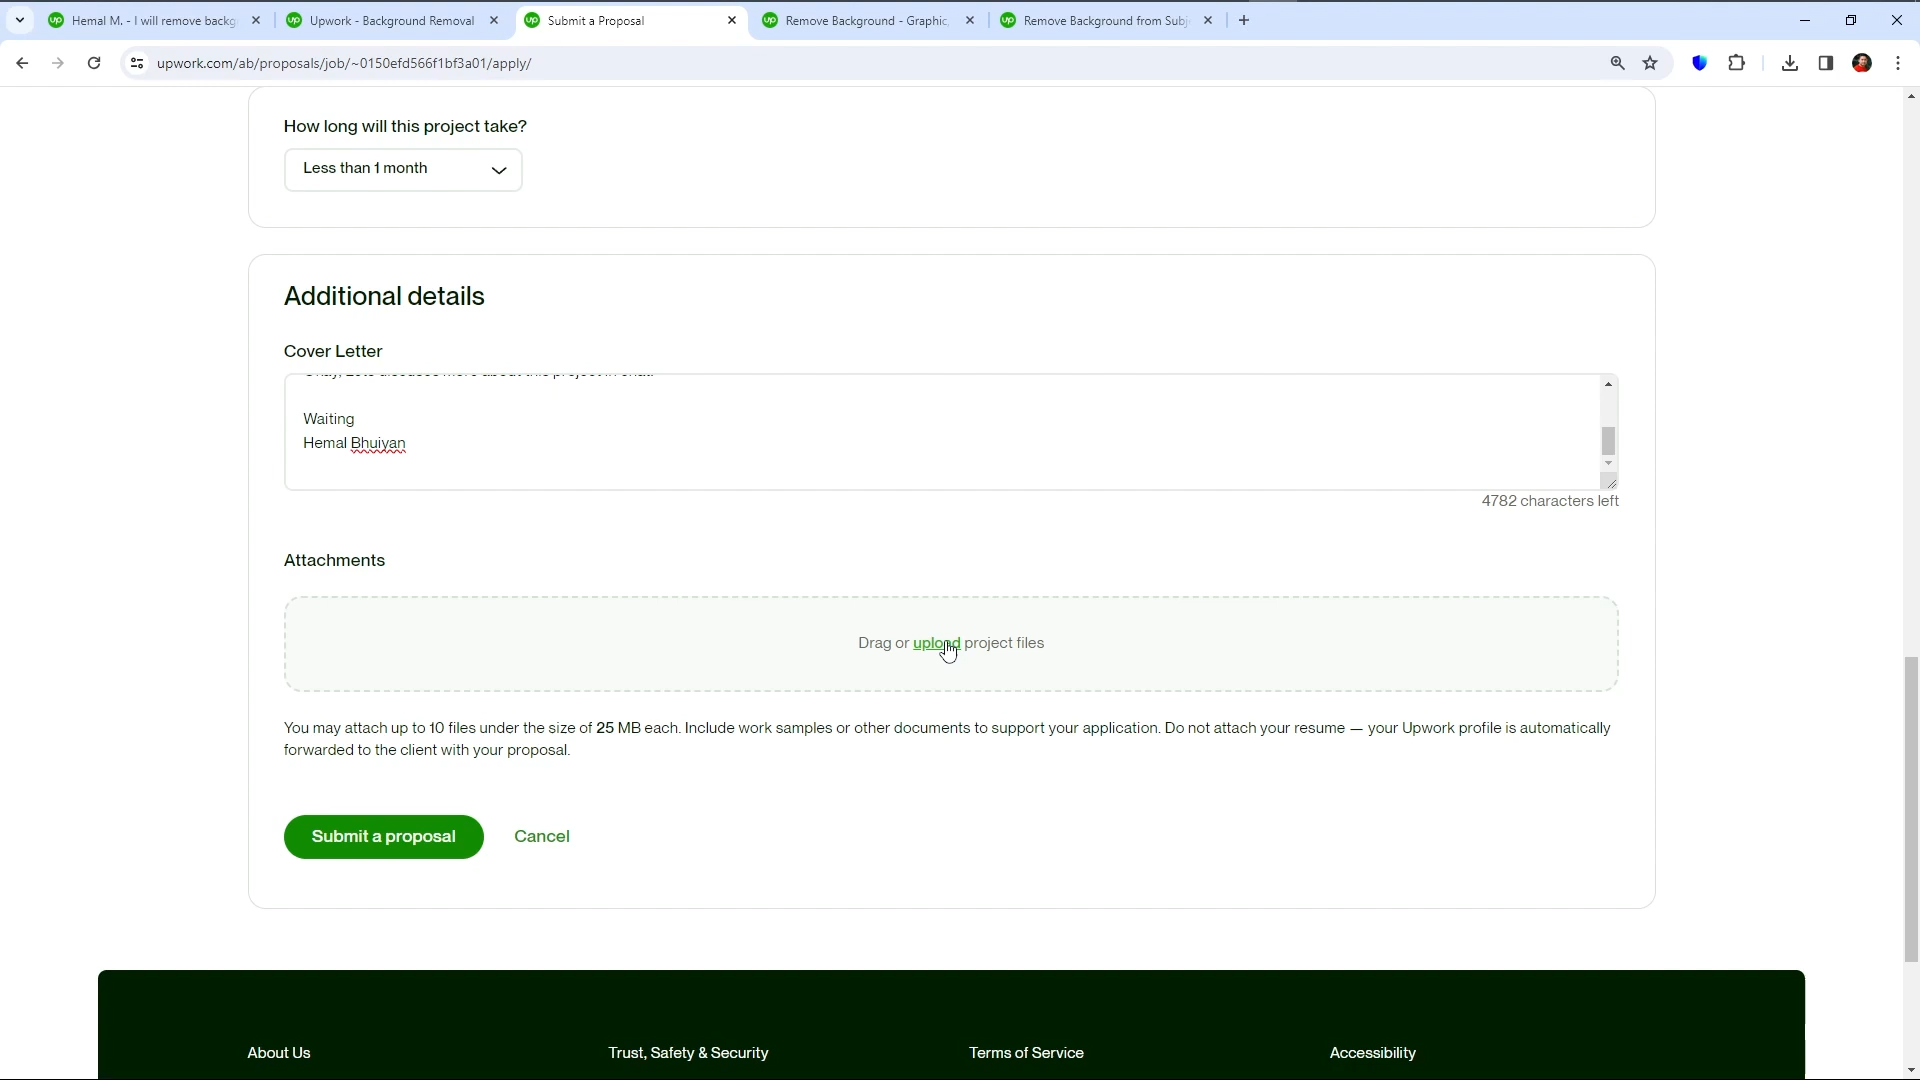 Hemal M. - I will remove backg
Upwork - Background Removal
Submit a Proposal
Remove Background - Graphic,
Remove Background from Subj
upwork.com/ab/proposals/job/~0150efd566f1bf3a01/apply/
How long will this project take?
Less than 1 month
Additional details
Cover Letter
Waiting
Hemal Bhuiyan
4782 characters left
Attachments
Drag or upload project files
You may attach up to 10 files under the size of 25 MB each. Include work samples or other documents to support your application. Do not attach your resume — your Upwork profile is automatically
forwarded to the client with your proposal.
Submit a proposal
Cancel
About Us
Trust, Safety & Security
Terms of Service
Accessibility